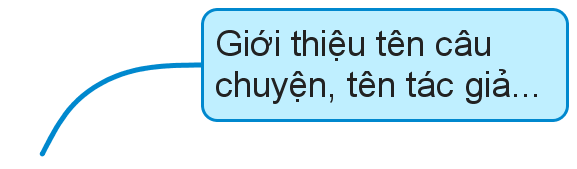 Giới thiệu tên câu
chuyện, tên tác giả...